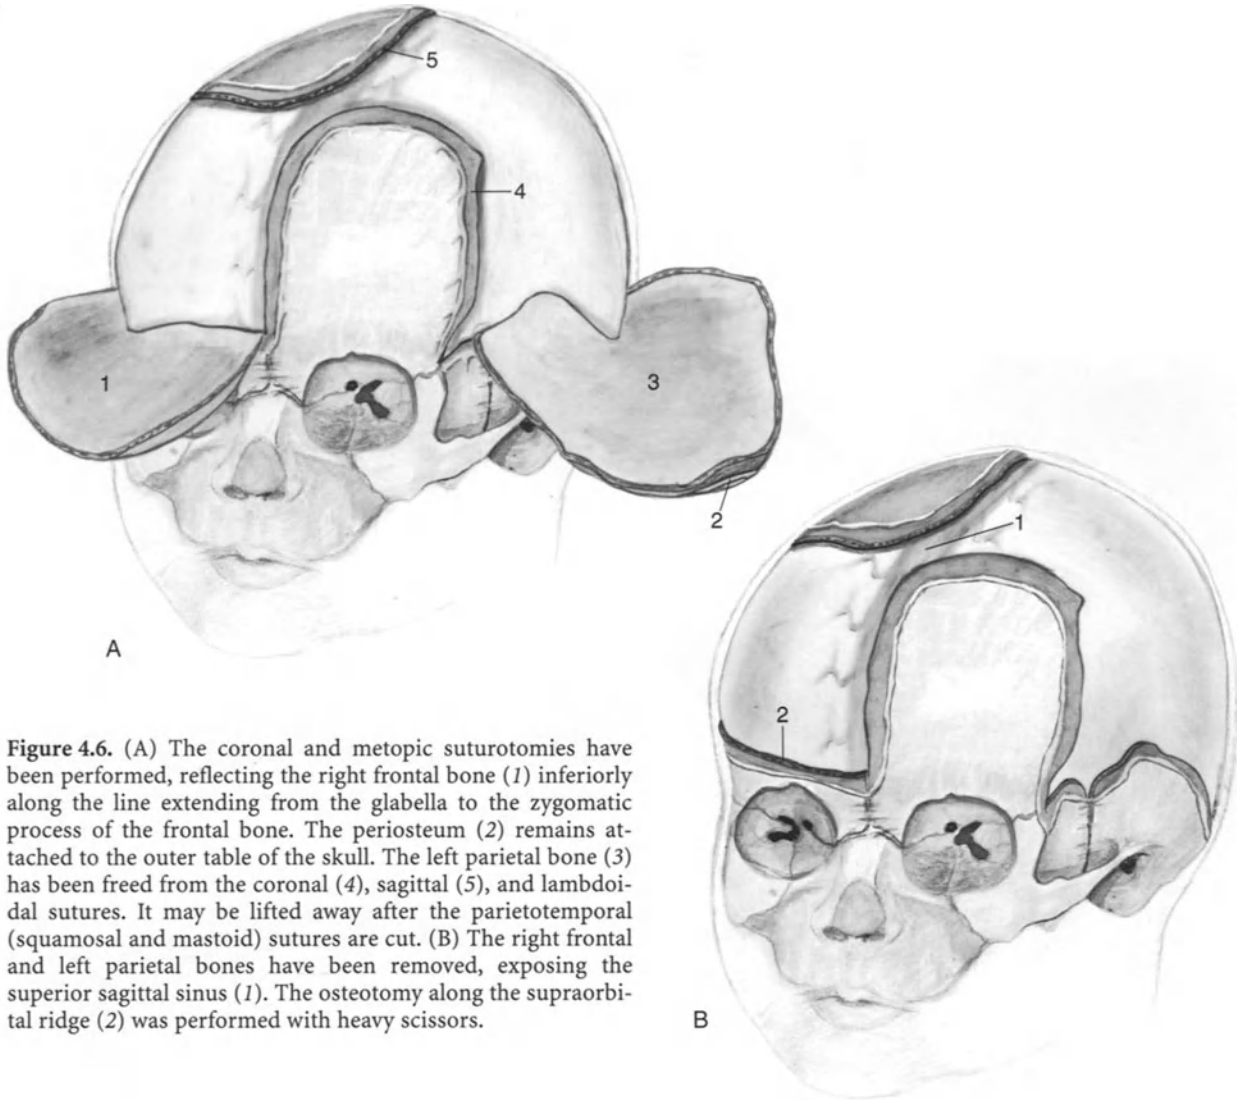 5
4
1
3
2
A
1
2
B
Figure 4.6. (A) The coronal and metopic suturotomies have
been performed, reflecting the right frontal bone (1) inferiorly
along the line extending from the glabella to the zygomatic
process of the frontal bone. The periosteum (2) remains at-
tached to the outer table of the skull. The left parietal bone (3)
has been freed from the coronal (4), sagittal (5), and lambdoi-
dal sutures. It may be lifted away after the parietotemporal
(squamosal and mastoid) sutures are cut. (B) The right frontal
and left parietal bones have been removed, exposing the
superior sagittal sinus (1). The osteotomy along the supraorbi-
tal ridge (2) was performed with heavy scissors.